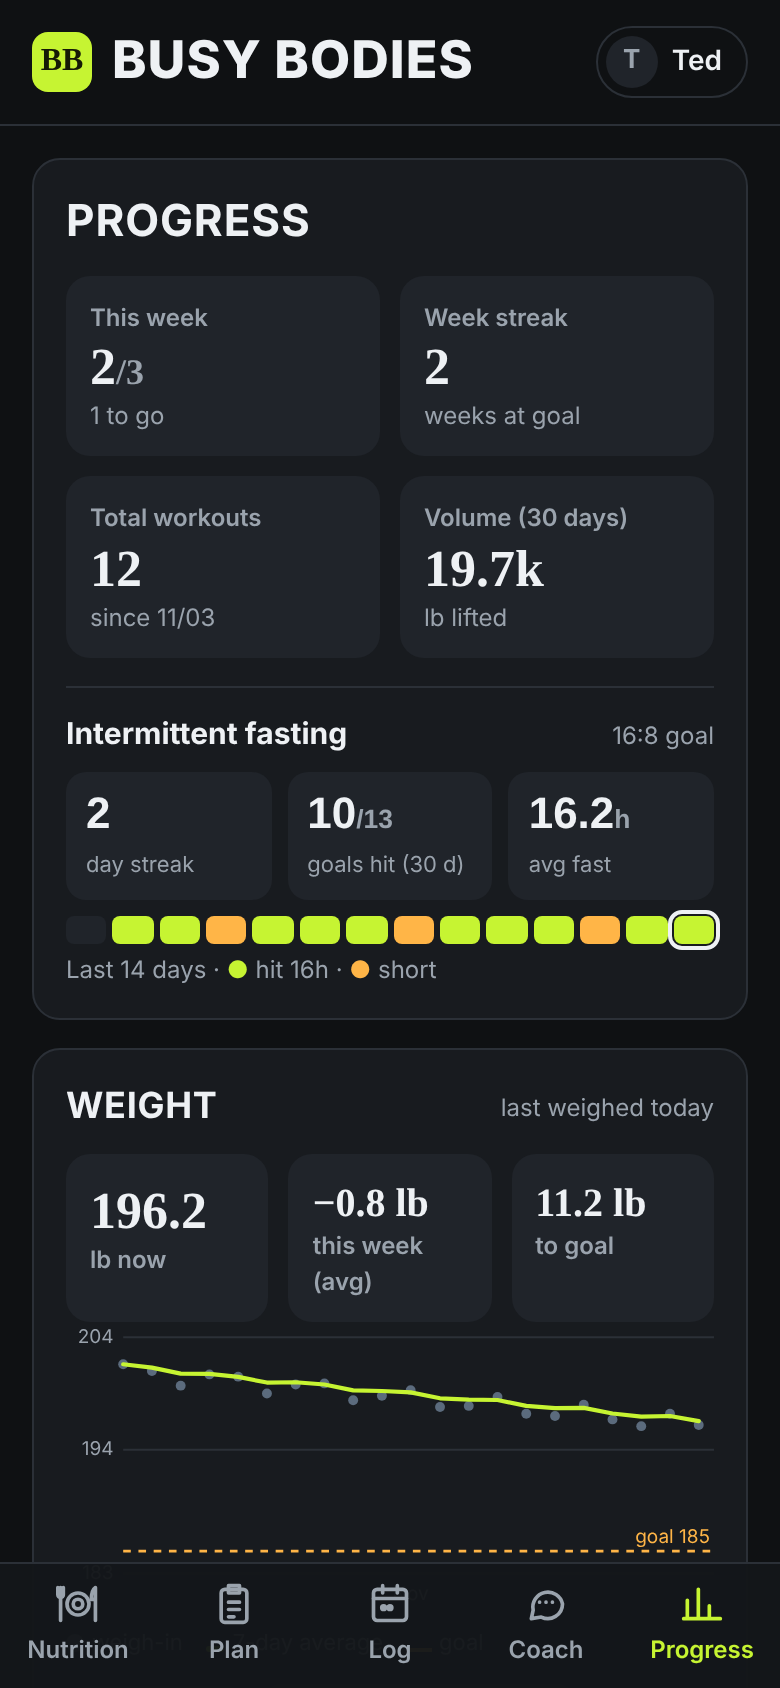 BB BUSY BODIES T Ted
PROGRESS
This week
2/3
1 to go
Week streak
2
weeks at goal
Total workouts
12
since 11/03
Volume (30 days)
19.7k
lb lifted
Intermittent fasting 16:8 goal
2
day streak
10/13
goals hit (30 d)
16.2h
avg fast
Last 14 days · hit 16h · short
WEIGHT last weighed today
196.2
lb now
−0.8 lb
this week
(avg)
11.2 lb
to goal
204
194
goal 185
183
Nutrition Plan Log Coach Progress